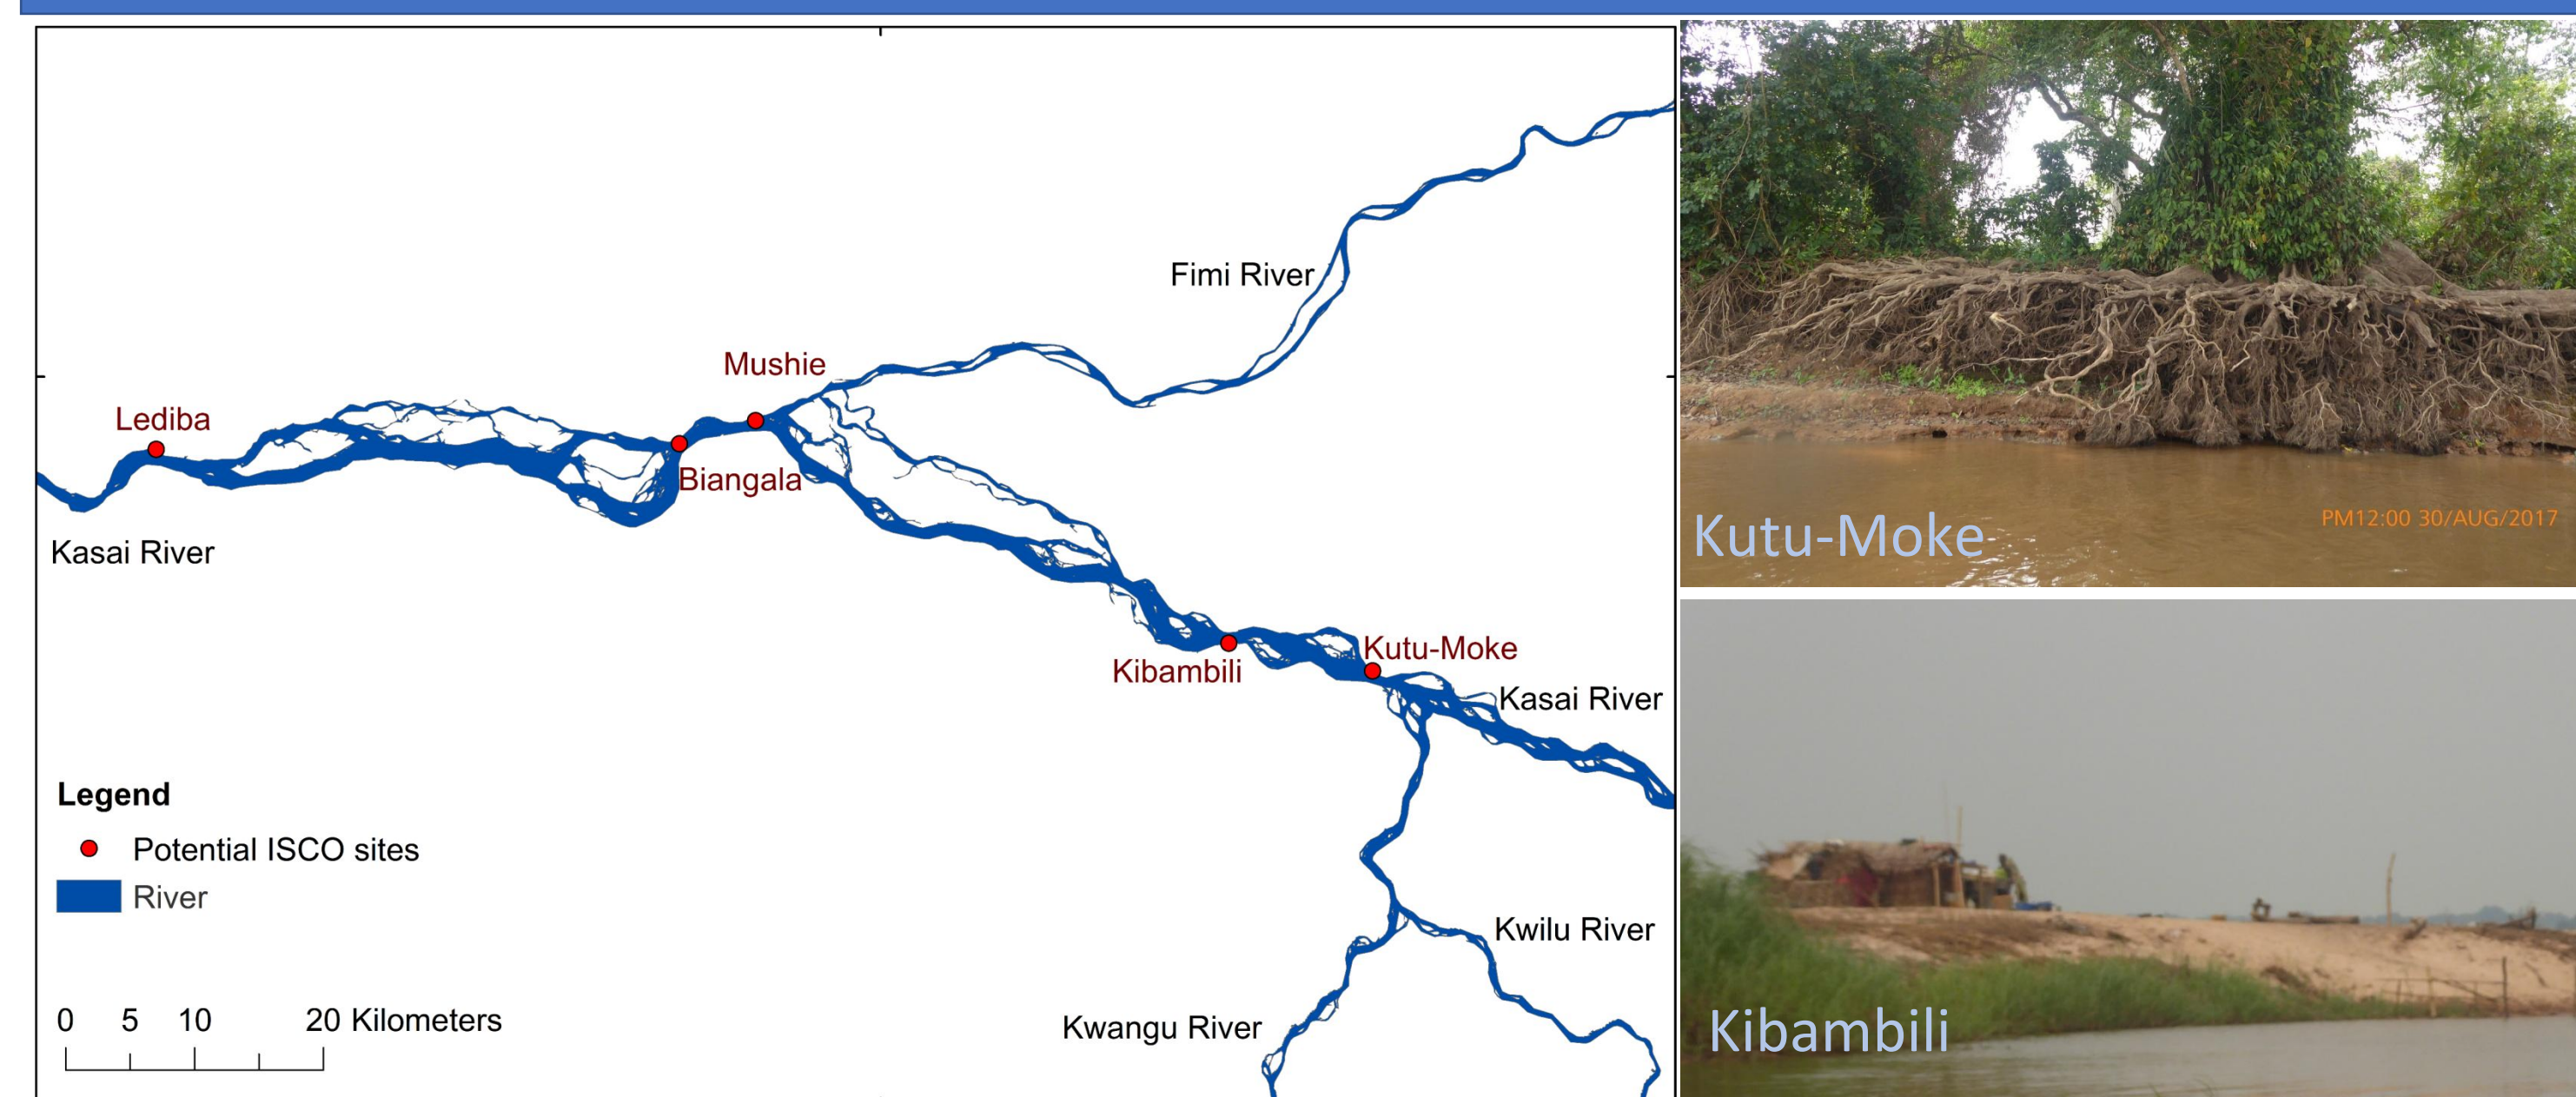 Fimi River
Mushie
Lediba
Biangala
Kasai River
Kutu-Moke
Kibambili
Kasai River
Legend
Potential ISCO sites
River
Kwilu River
Kwangu River
0 5 10 20 Kilometers
Kutu-Moke
PM12:00 30/AUG/2017
Kibambili